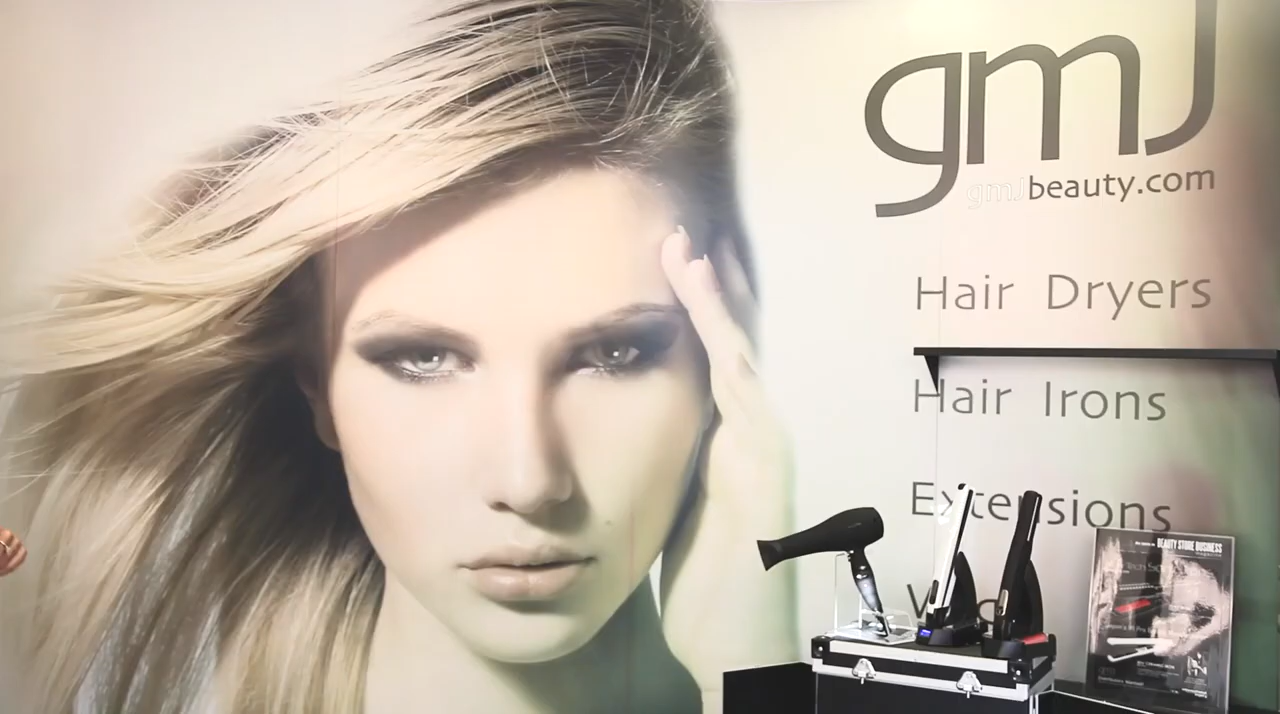 gmJ
gmJbeauty.com
Hair Dryers
Hair Irons
Extensions
BEAUTY STORE BUSINESS